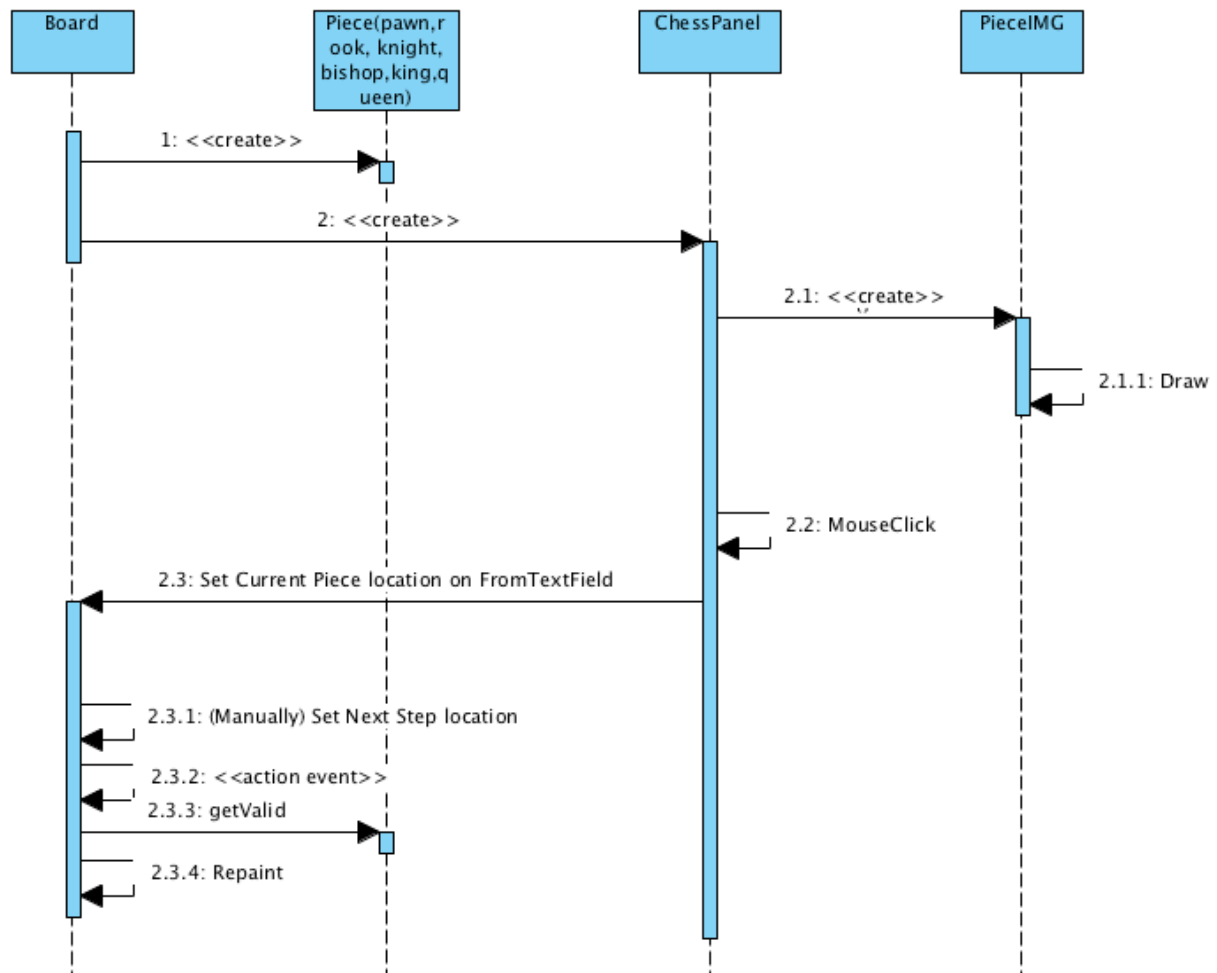 Board
Piece(pawn,r
ook, knight,
bishop,king,q
ueen)
ChessPanel
PieceIMG
1: <<create>>
2: <<create>>
2.1: <<create>>
2.1.1: Draw
2.2: MouseClick
2.3: Set Current Piece location on FromTextField
2.3.1: (Manually) Set Next Step location
2.3.2: <<action event>>
2.3.3: getValid
2.3.4: Repaint